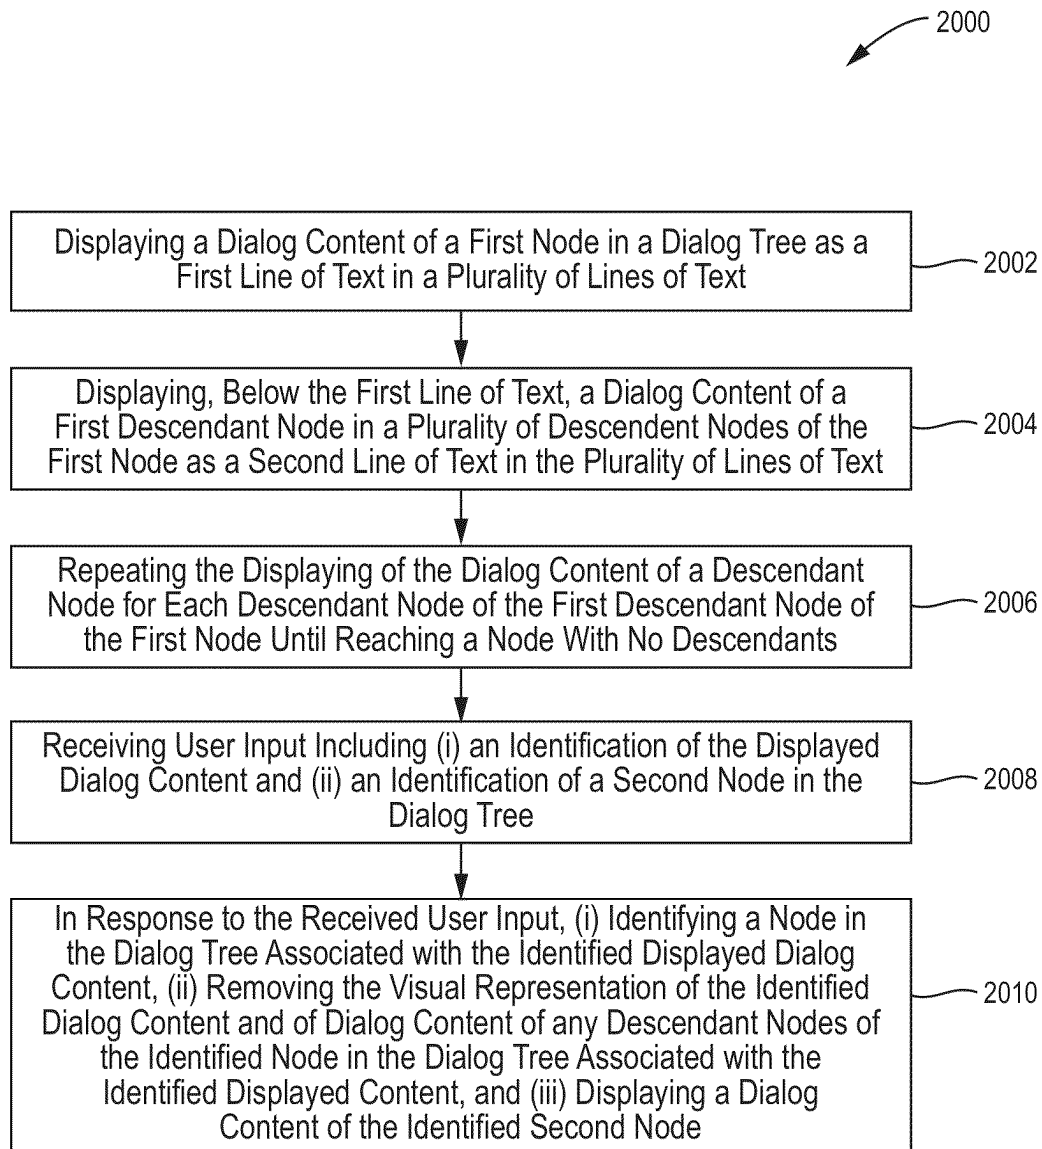 2000
Displaying a Dialog Content of a First Node in a Dialog Tree as a
First Line of Text in a Plurality of Lines of Text
2002
Displaying, Below the First Line of Text, a Dialog Content of a
First Descendant Node in a Plurality of Descendent Nodes of the
First Node as a Second Line of Text in the Plurality of Lines of Text
2004
Repeating the Displaying of the Dialog Content of a Descendant
Node for Each Descendant Node of the First Descendant Node of
the First Node Until Reaching a Node With No Descendants
2006
Receiving User Input Including (i) an Identification of the Displayed
Dialog Content and (ii) an Identification of a Second Node in the
Dialog Tree
2008
In Response to the Received User Input, (i) Identifying a Node in
the Dialog Tree Associated with the Identified Displayed Dialog
Content, (ii) Removing the Visual Representation of the Identified
Dialog Content and of Dialog Content of any Descendant Nodes of
the Identified Node in the Dialog Tree Associated with the
Identified Displayed Content, and (iii) Displaying a Dialog
Content of the Identified Second Node
2010